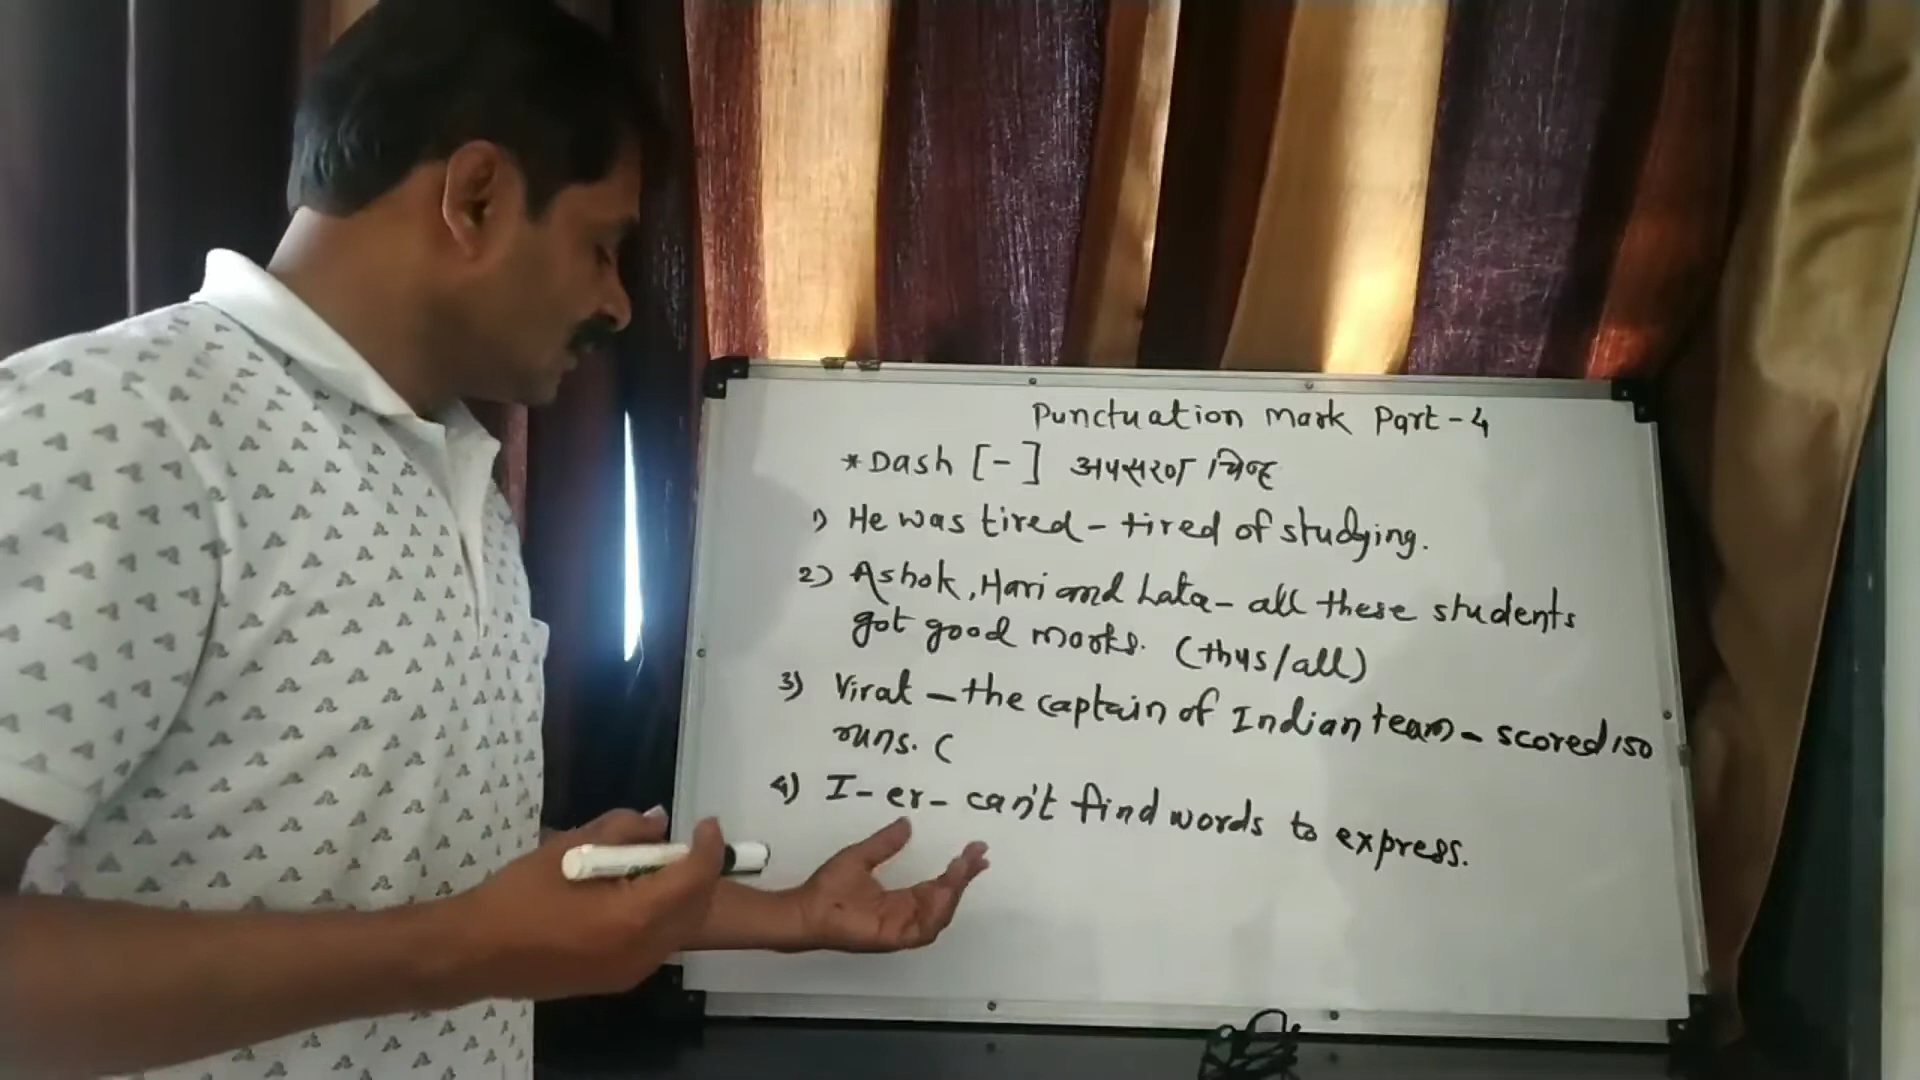 Punctuation Mark Part-4
*Dash [-] अपसरण चिन्ह
1) He was tired - tired of studying.
2) Ashok, Hari and Lata - all these students
got good marks. (thus/all)
3) Virat - the captain of Indian team - scored 150
runs. (
4) I - er - can't find words to express.